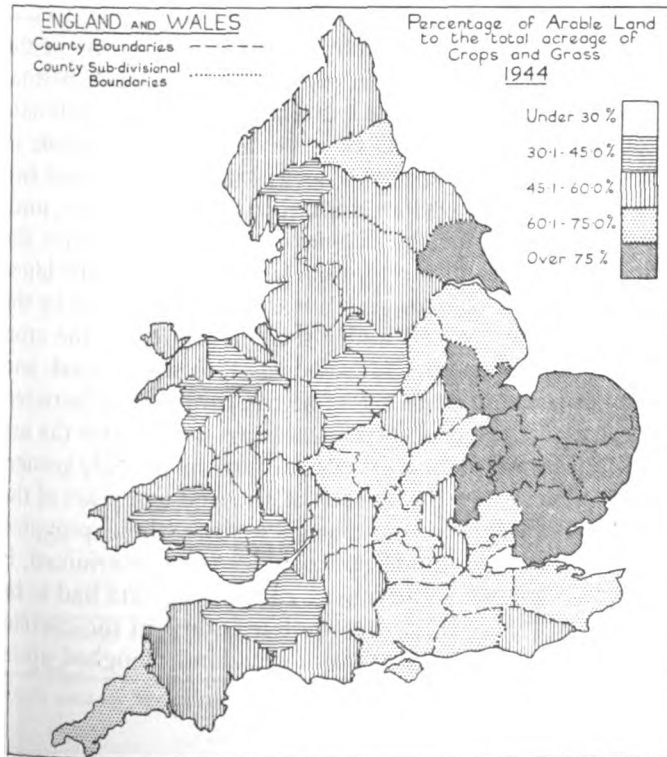 ENGLAND AND WALES
County Boundaries
County Sub-divisional
Boundaries
Percentage of Arable Land
to the total acreage of
Crops and Grass
1944
Under 30%
30·1-45·0%
45·1-60·0%
60·1-75·0%
Over 75%